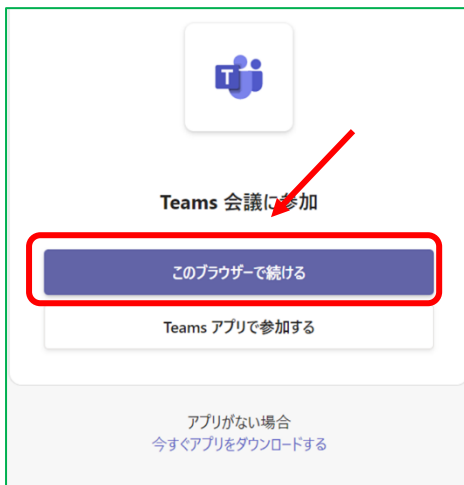 T
Teams 会議に参加
このブラウザーで続ける
Teams アプリで参加する
アプリがない場合
今すぐアプリをダウンロードする